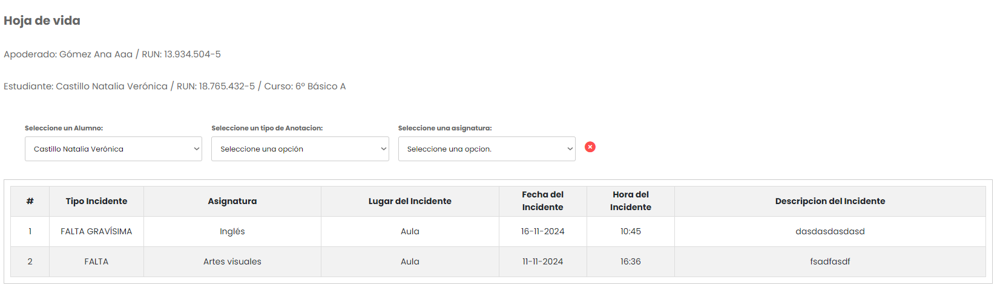 Hoja de vida
Apoderado: Gómez Ana Aaa / RUN: 13.934.504-5
Estudiante: Castillo Natalia Verónica / RUN: 18.765.432-5 / Curso: 6° Básico A
Seleccione un Alumno: Seleccione un tipo de Anotacion: Seleccione una asignatura:
Castillo Natalia Verónica Seleccione una opción Seleccione una opcion.
# Tipo Incidente Asignatura Lugar del Incidente Fecha del Incidente Hora del Incidente Descripcion del Incidente
1 FALTA GRAVÍSIMA Inglés Aula 16-11-2024 10:45 dasdasdasdasd
2 FALTA Artes visuales Aula 11-11-2024 16:36 fsadfasdf